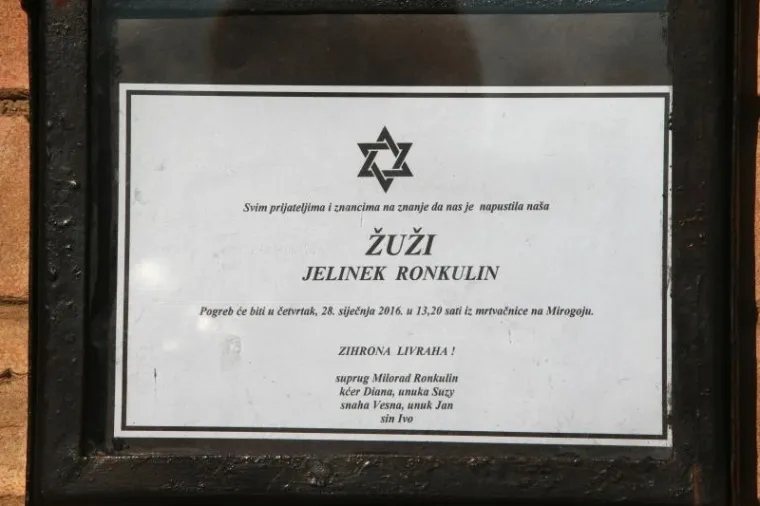 Svim prijateljima i znancima na znanje da nas je napustila naša
ŽUŽI
JELINEK RONKULIN
Pogreb će biti u četvrtak, 28. siječnja 2016. u 13,20 sati iz mrtvačnice na Mirogoju.
ZIHRONA LIVRAHA !
suprug Milorad Ronkulin
kćer Diana, unuka Suzy
snaha Vesna, unuk Jan
sin Ivo